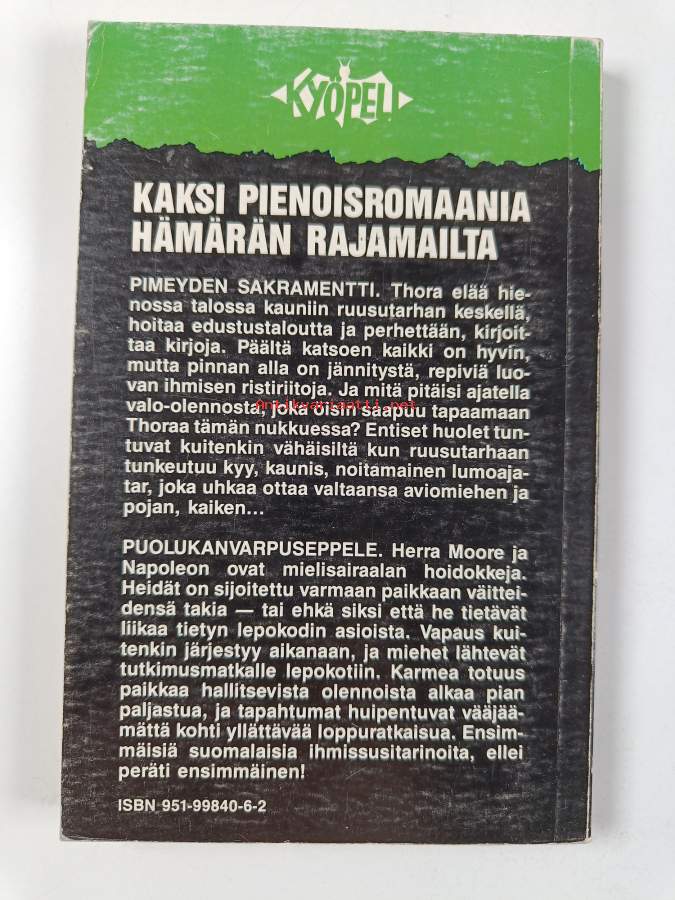 KYÖPELI
KAKSI PIENOISROMAANIA
HÄMÄRÄN RAJAMAILTA
PIMEYDEN SAKRAMENTTI. Thora elää hie-
nossa talossa kauniin ruusutarhan keskellä,
hoitaa edustustaloutta ja perhettään, kirjoit-
taa kirjoja. Päältä katsoen kaikki on hyvin,
mutta pinnan alla on jännitystä, repiviä luo-
van ihmisen ristiriitoja. Ja mitä pitäisi ajatella
valo-olennosta, joka öisin saapuu tapaamaan
Antikvariaatti.net
Thoraa tämän nukkuessa? Entiset huolet tun-
tuvat kuitenkin vähäisiltä kun ruusutarhaan
tunkeutuu kyy, kaunis, noitamainen lumoaja-
tar, joka uhkaa ottaa valtaansa aviomiehen ja
pojan, kaiken...
PUOLUKANVARPUSEPPELE. Herra Moore ja
Napoleon ovat mielisairaalan hoidokkeja.
Heidät on sijoitettu varmaan paikkaan väittei-
densä takia — tai ehkä siksi että he tietävät
liikaa tietyn lepokodin asioista. Vapaus kui-
tenkin järjestyy aikanaan, ja miehet lähtevät
tutkimusmatkalle lepokotiin. Karmea totuus
paikkaa hallitsevista olennoista alkaa pian
paljastua, ja tapahtumat huipentuvat vääjää-
mättä kohti yllättävää loppuratkaisua. Ensim-
mäisiä suomalaisia ihmissusitarinoita, ellei
peräti ensimmäinen!
ISBN 951-99840-6-2